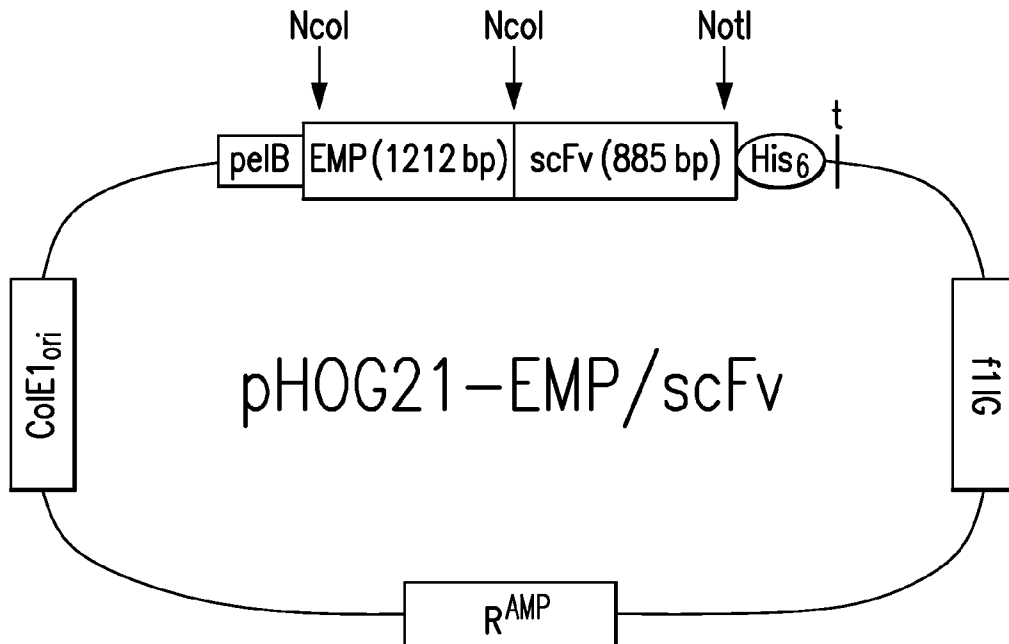 NcoI NcoI NotI
t
pelB EMP (1212 bp) scFv (885 bp) His6
ColE1ori
pHOG21-EMP/scFv
f1IG
RAMP